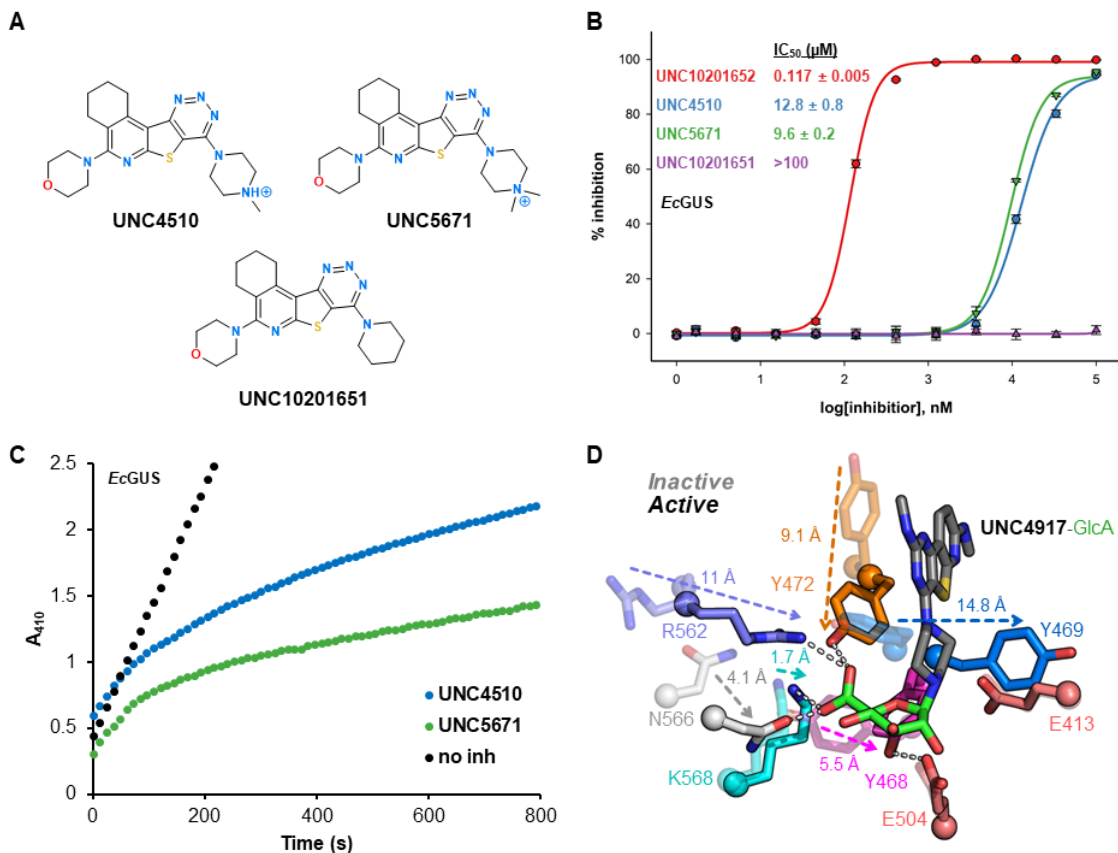 A
N
N
N
N
N
S
N
O
NH
⊕
UNC4510
N
N
N
N
N
S
N
O
N
⊕
UNC5671
N
N
N
N
N
S
N
O
UNC10201651
B
IC50 (µM)
UNC10201652 0.117 ± 0.005
UNC4510 12.8 ± 0.8
UNC5671 9.6 ± 0.2
UNC10201651 >100
EcGUS
% inhibition
100
80
60
40
20
0
0 1 2 3 4 5
log[inhibitior], nM
C
EcGUS
A410
2.5
2
1.5
1
0.5
0
UNC4510
UNC5671
no inh
0 200 400 600 800
Time (s)
D
Inactive
Active
UNC4917-GlcA
9.1 Å
11 Å
Y472
14.8 Å
R562
Y469
1.7 Å
4.1 Å
N566
E413
K568
5.5 Å
Y468
E504